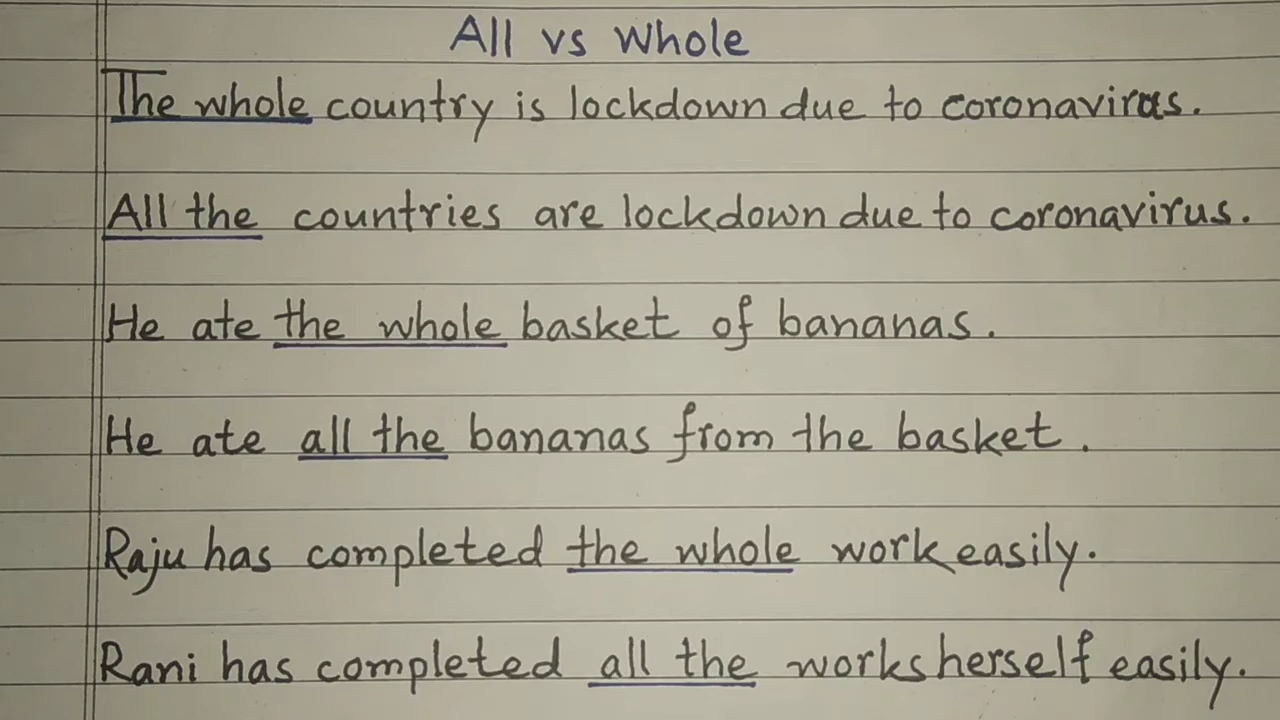 All vs Whole
The whole country is lockdown due to coronavirus.
All the countries are lockdown due to coronavirus.
He ate the whole basket of bananas.
He ate all the bananas from the basket.
Raju has completed the whole work easily.
Rani has completed all the works herself easily.